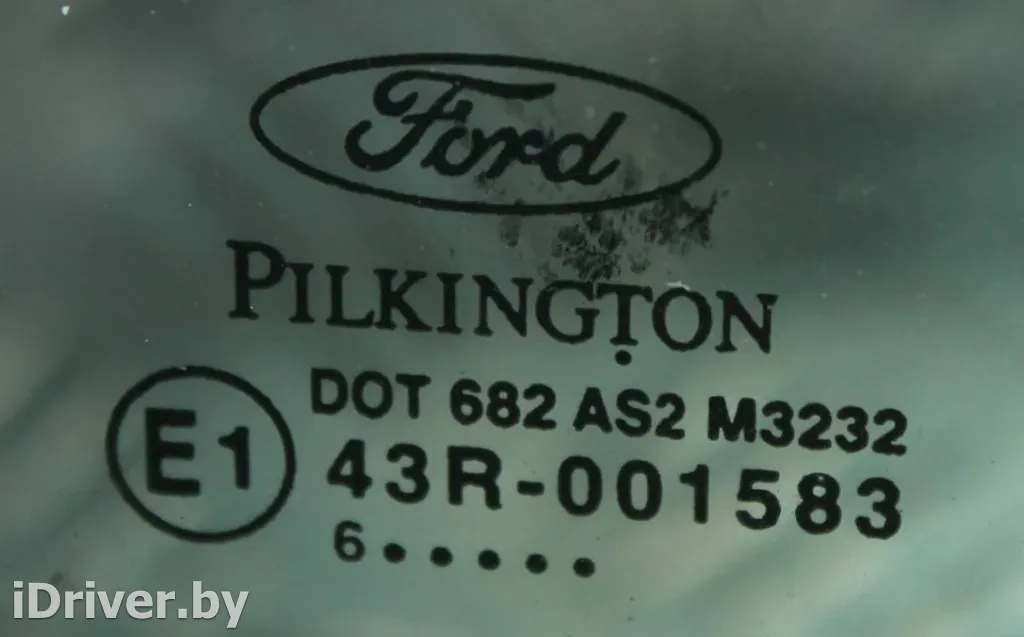 Ford
PILKINGTON
DOT 682 AS2 M3232
E1
43R-001583
6.....
iDriver.by